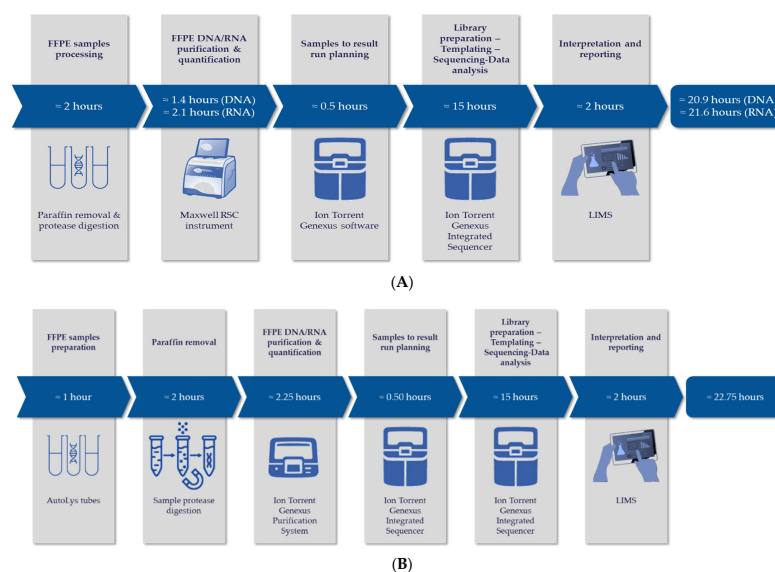 FFPE samples
processing
FFPE DNA/RNA
purification &
quantification
Samples to result
run planning
Library
preparation –
Templating –
Sequencing-Data
analysis
Interpretation and
reporting
≈ 2 hours
≈ 1.4 hours (DNA)
≈ 2.1 hours (RNA)
≈ 0.5 hours
≈ 15 hours
≈ 2 hours
≈ 20.9 hours (DNA)
≈ 21.6 hours (RNA)
Paraffin removal &
protease digestion
Maxwell RSC
instrument
Ion Torrent
Genexus software
Ion Torrent
Genexus
Integrated
Sequencer
LIMS
(A)
FFPE samples
preparation
Paraffin removal
FFPE DNA/RNA
purification &
quantification
Samples to result
run planning
Library
preparation –
Templating –
Sequencing-Data
analysis
Interpretation and
reporting
≈ 1 hour
≈ 2 hours
≈ 2.25 hours
≈ 0.50 hours
≈ 15 hours
≈ 2 hours
≈ 22.75 hours
AutoLys tubes
Sample protease
digestion
Ion Torrent
Genexus
Purification
System
Ion Torrent
Genexus
Integrated
Sequencer
Ion Torrent
Genexus
Integrated
Sequencer
LIMS
(B)